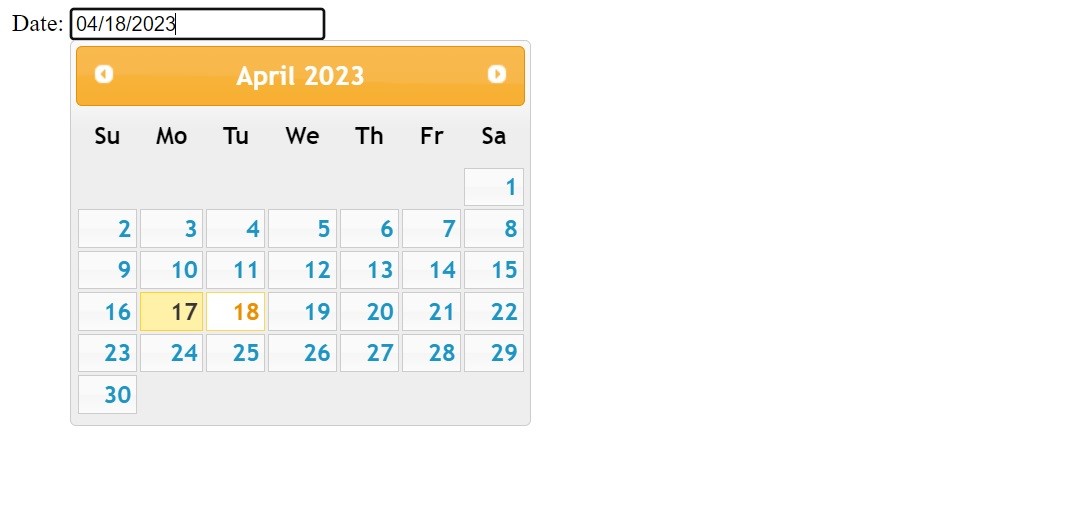 Date: 04/18/2023
April 2023
Su Mo Tu We Th Fr Sa
1
2 3 4 5 6 7 8
9 10 11 12 13 14 15
16 17 18 19 20 21 22
23 24 25 26 27 28 29
30